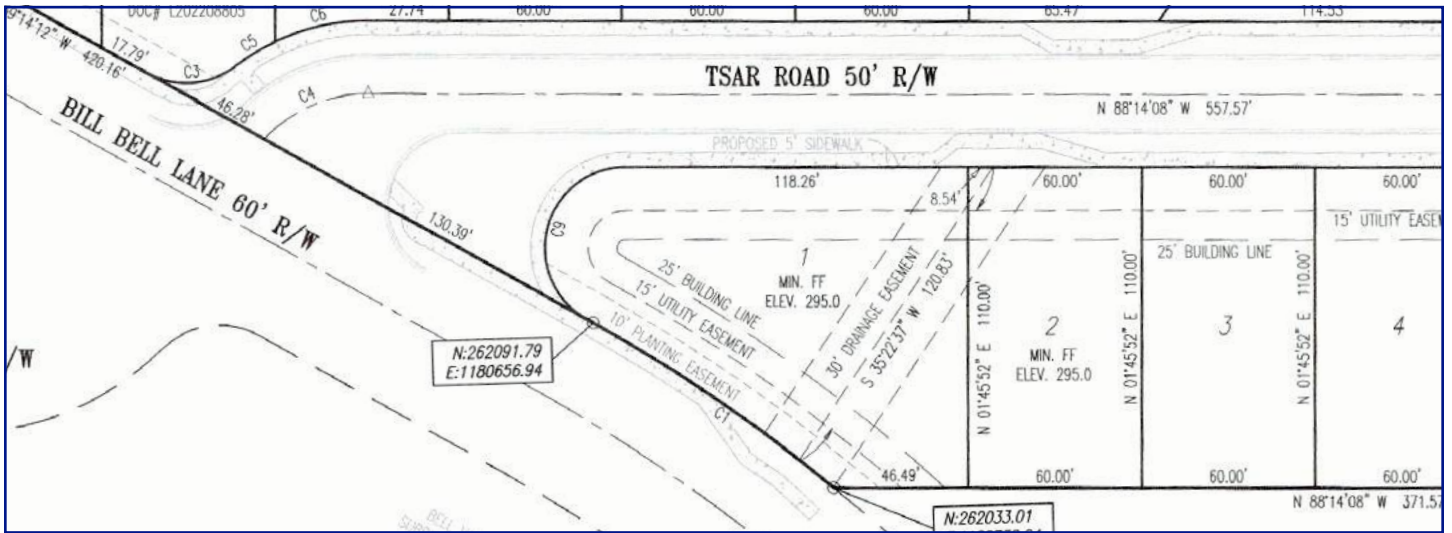 DOC# L202208805
C6
27.74
60.00
60.00
60.00
65.47
114.53
9°14'12" W
420.16'
17.79'
C3
C5
46.28'
C4
TSAR ROAD 50' R/W
N 88°14'08" W 557.57'
BILL BELL LANE 60' R/W
PROPOSED 5' SIDEWALK
130.39'
C9
118.26'
8.54'
60.00'
60.00'
60.00'
15' UTILITY EASEM
25' BUILDING LINE
1
MIN. FF
ELEV. 295.0
25' BUILDING LINE
15' UTILITY EASEMENT
10' PLANTING EASEMENT
30' DRAINAGE EASEMENT
S 35°22'37" W 120.83'
N 01°45'52" E 110.00'
2
MIN. FF
ELEV. 295.0
N 01°45'52" E 110.00'
3
N 01°45'52" E 110.00'
4
/W
N:262091.79
E:1180656.94
C1
46.49'
60.00'
60.00'
60.00'
N 88°14'08" W 371.57
N:262033.01